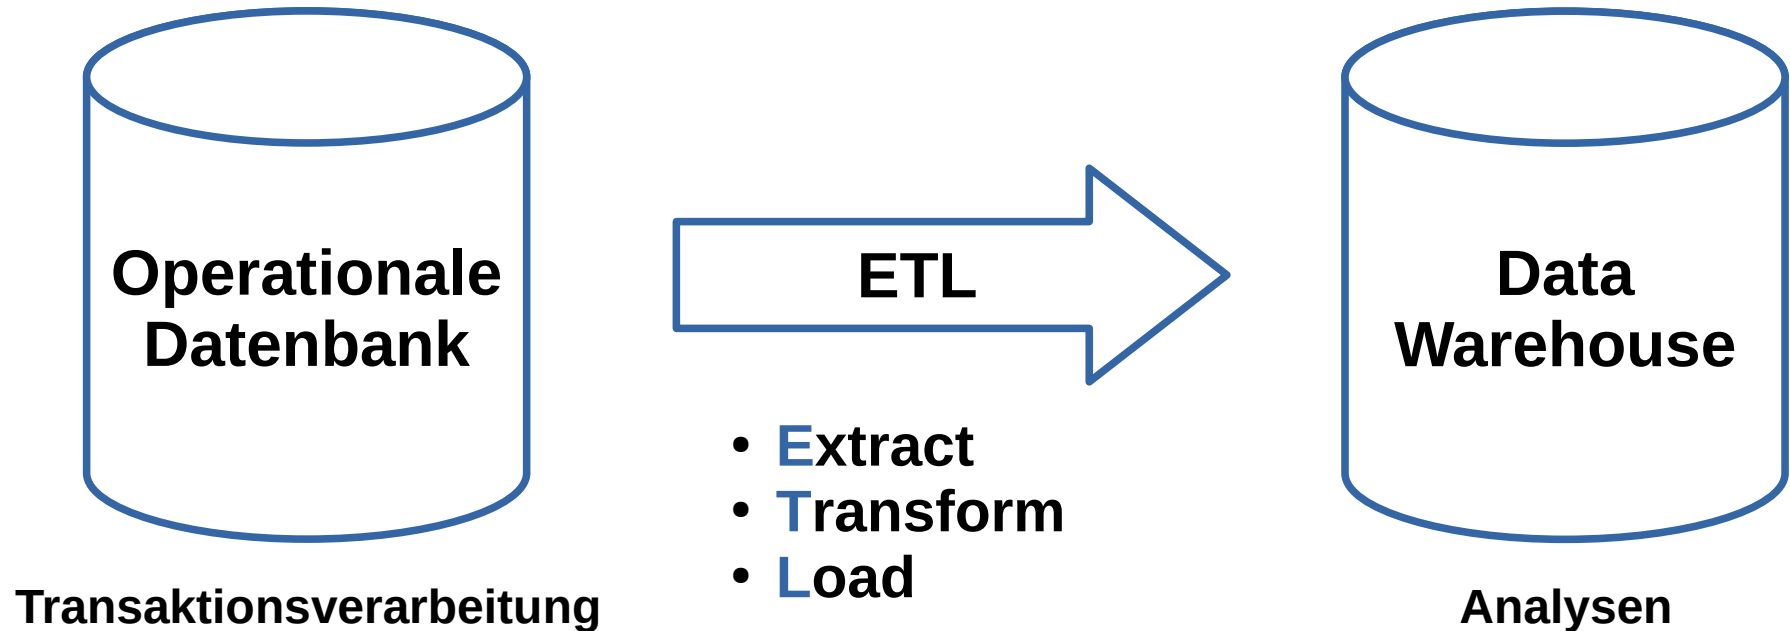 Operationale
Datenbank
Transaktionsverarbeitung
ETL
• Extract
• Transform
• Load
Data
Warehouse
Analysen